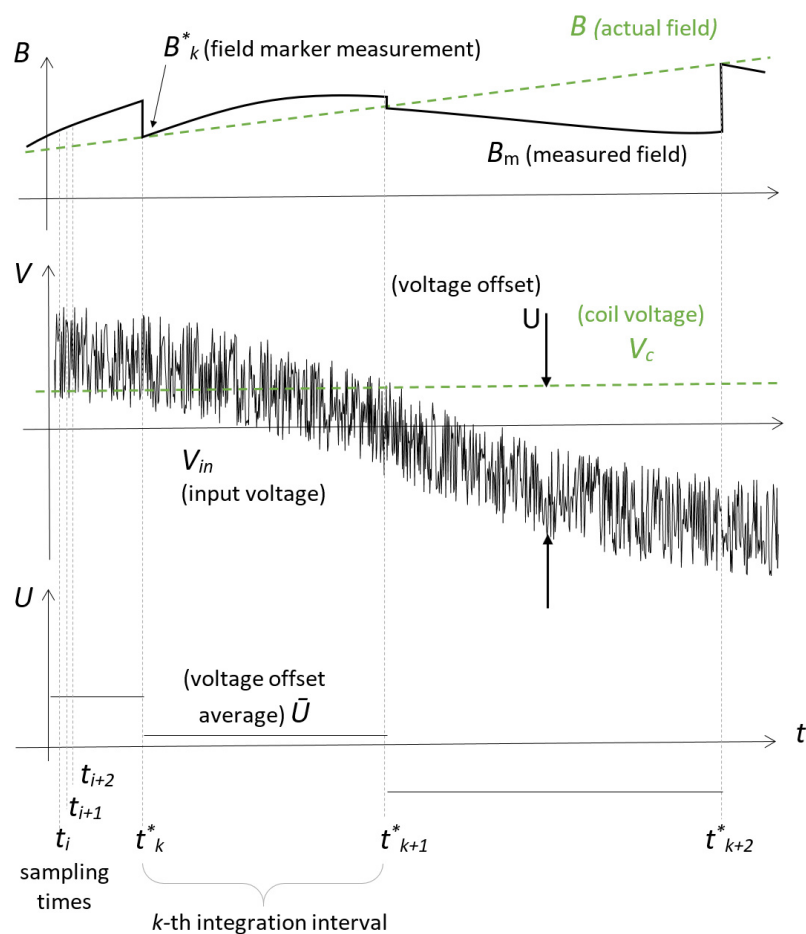 B
B*k (field marker measurement)
B (actual field)
Bm (measured field)
V
(voltage offset)
U
(coil voltage)
Vc
Vin
(input voltage)
U
(voltage offset
average) Ū
t
ti+2
ti+1
ti
t*k
t*k+1
t*k+2
sampling
times
k-th integration interval